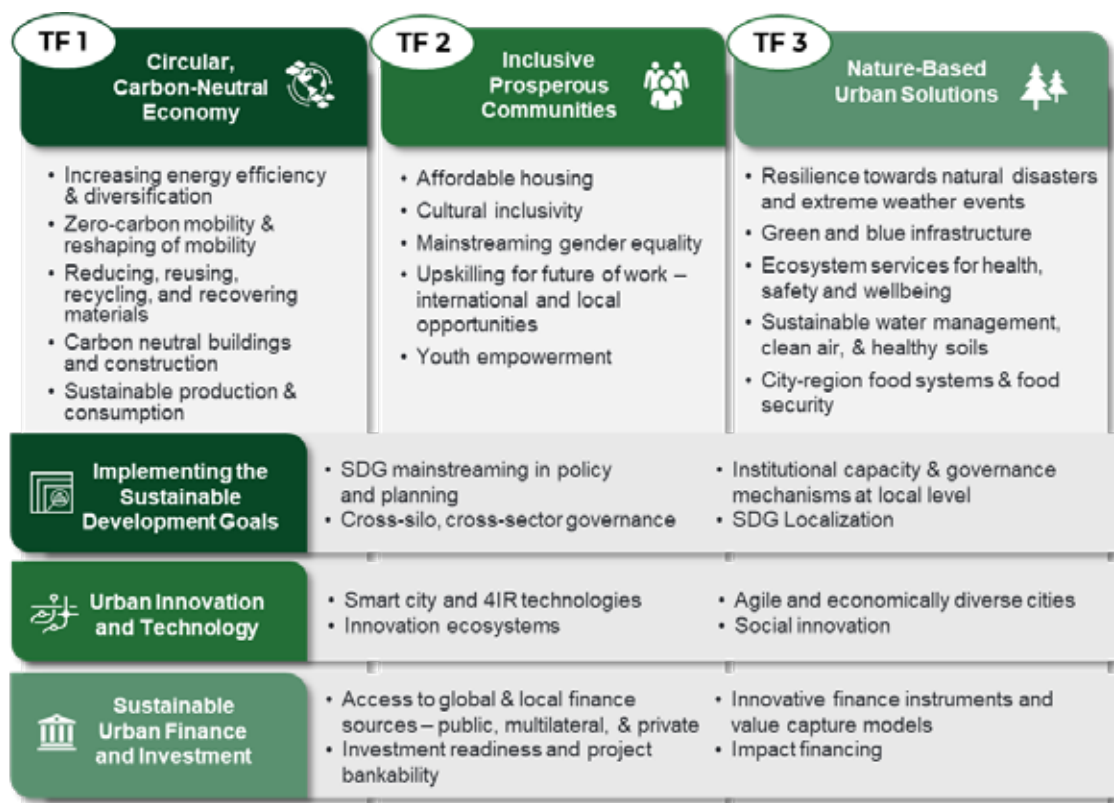 TF 1
Circular,
Carbon-Neutral
Economy
• Increasing energy efficiency
& diversification
• Zero-carbon mobility &
reshaping of mobility
• Reducing, reusing,
recycling, and recovering
materials
• Carbon neutral buildings
and construction
• Sustainable production &
consumption
TF 2
Inclusive
Prosperous
Communities
• Affordable housing
• Cultural inclusivity
• Mainstreaming gender equality
• Upskilling for future of work –
international and local
opportunities
• Youth empowerment
TF 3
Nature-Based
Urban Solutions
• Resilience towards natural disasters
and extreme weather events
• Green and blue infrastructure
• Ecosystem services for health,
safety and wellbeing
• Sustainable water management,
clean air, & healthy soils
• City-region food systems & food
security
Implementing the
Sustainable
Development Goals
• SDG mainstreaming in policy
and planning
• Cross-silo, cross-sector governance
• Institutional capacity & governance
mechanisms at local level
• SDG Localization
Urban Innovation
and Technology
• Smart city and 4IR technologies
• Innovation ecosystems
• Agile and economically diverse cities
• Social innovation
Sustainable
Urban Finance
and Investment
• Access to global & local finance
sources – public, multilateral, & private
• Investment readiness and project
bankability
• Innovative finance instruments and
value capture models
• Impact financing